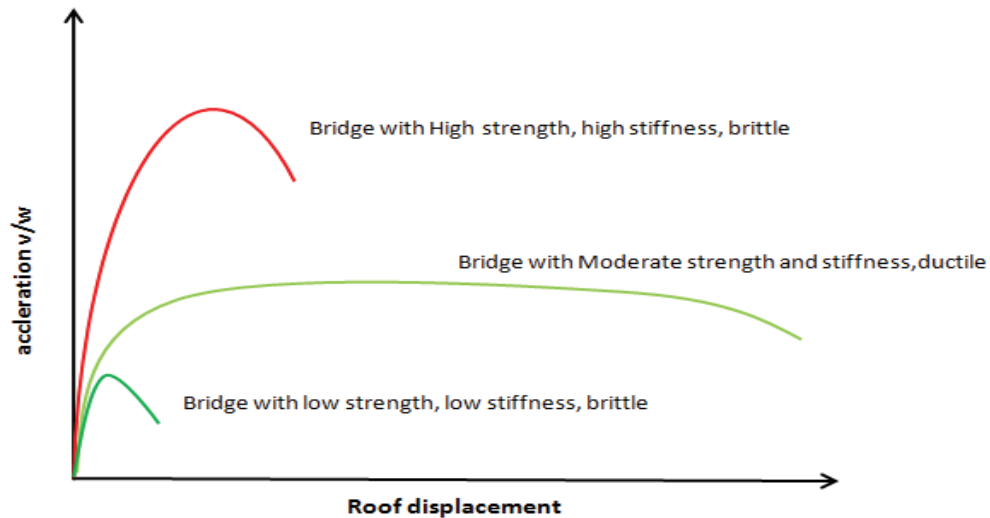 Bridge with High strength, high stiffness, brittle
accleration v/w
Bridge with Moderate strength and stiffness,ductile
Bridge with low strength, low stiffness, brittle
Roof displacement